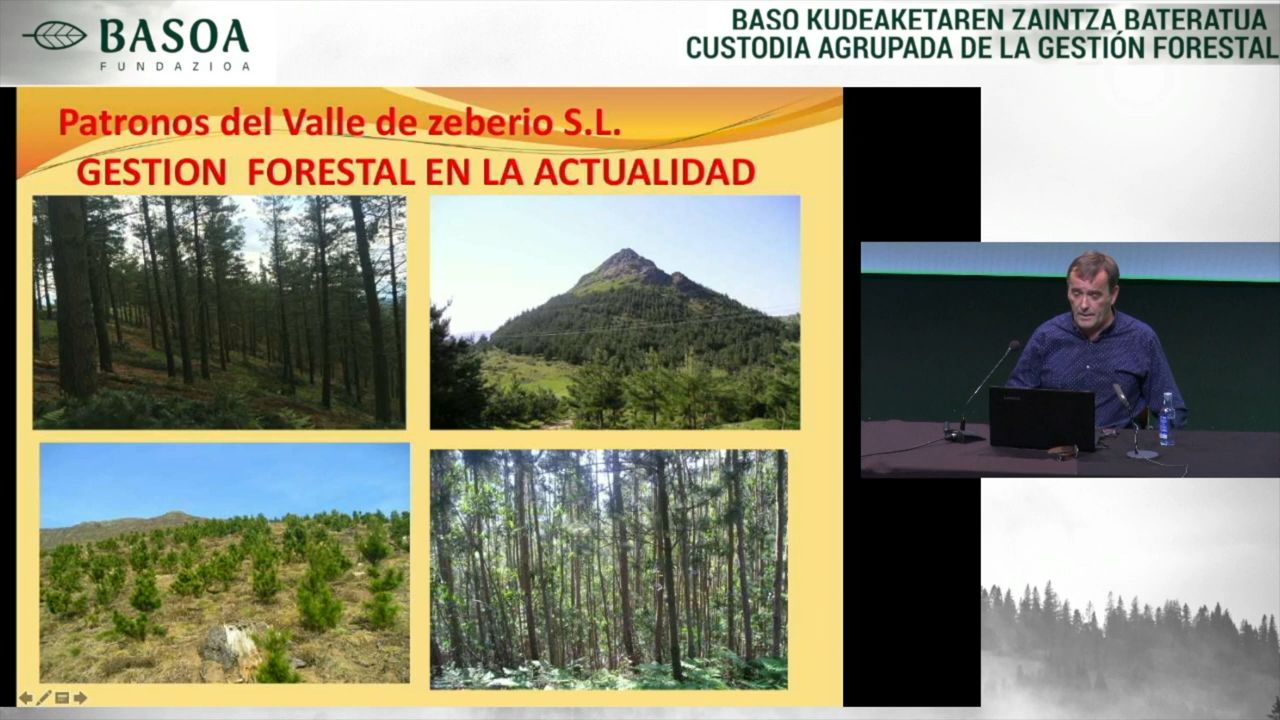 BASOA
FUNDAZIOA
BASO KUDEAKETAREN ZAINTZA BATERATUA
CUSTODIA AGRUPADA DE LA GESTIÓN FORESTAL
Patronos del Valle de zeberio S.L.
GESTION FORESTAL EN LA ACTUALIDAD